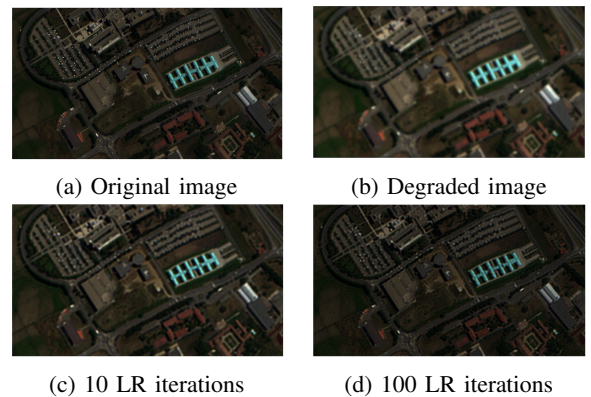 (a) Original image
(b) Degraded image
(c) 10 LR iterations
(d) 100 LR iterations